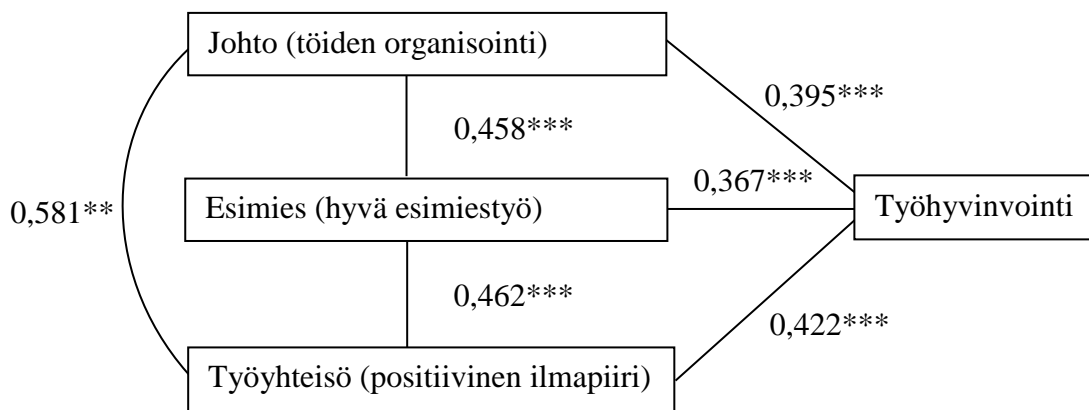 Johto (töiden organisointi)
0,395***
0,458***
0,367***
Esimies (hyvä esimiestyö)
Työhyvinvointi
0,581**
0,462***
0,422***
Työyhteisö (positiivinen ilmapiiri)